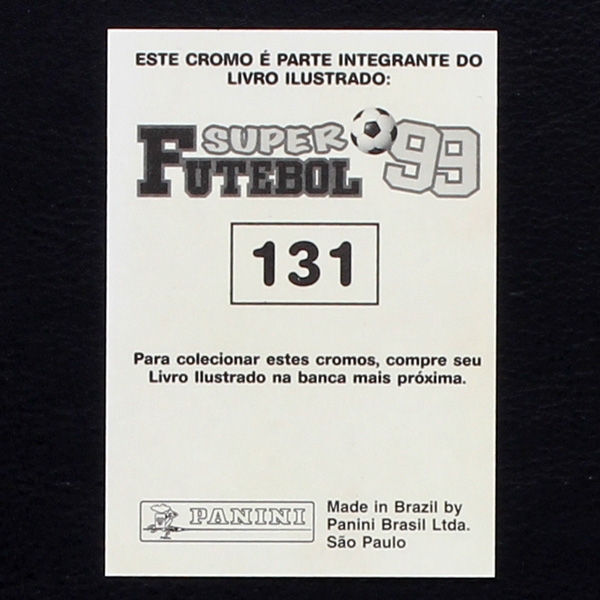 ESTE CROMO É PARTE INTEGRANTE DO
LIVRO ILUSTRADO:
SUPER
FUTEBOL 99
131
Para colecionar estes cromos, compre seu
Livro Ilustrado na banca mais próxima.
PANINI
Made in Brazil by
Panini Brasil Ltda.
São Paulo